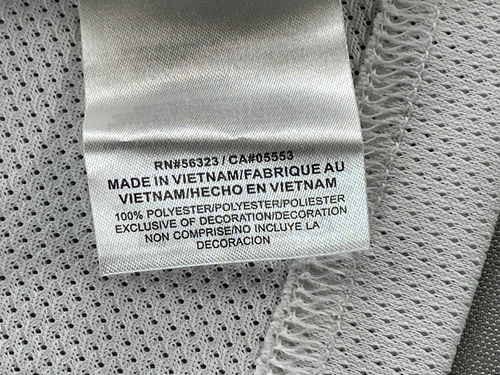 RN#56323 / CA#05553
MADE IN VIETNAM/FABRIQUE AU
VIETNAM/HECHO EN VIETNAM
100% POLYESTER/POLYESTER/POLIESTER
EXCLUSIVE OF DECORATION/DECORATION
NON COMPRISE/NO INCLUYE LA
DECORACION